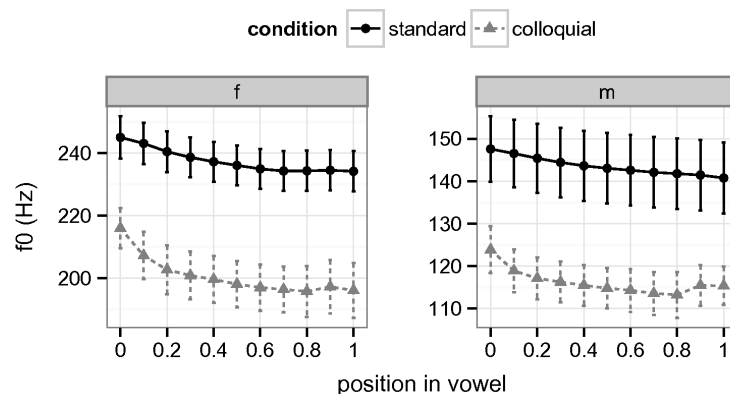 condition standard colloquial
f
m
f0 (Hz)
240
220
200
0 0.2 0.4 0.6 0.8 1
150
140
130
120
110
0 0.2 0.4 0.6 0.8 1
position in vowel